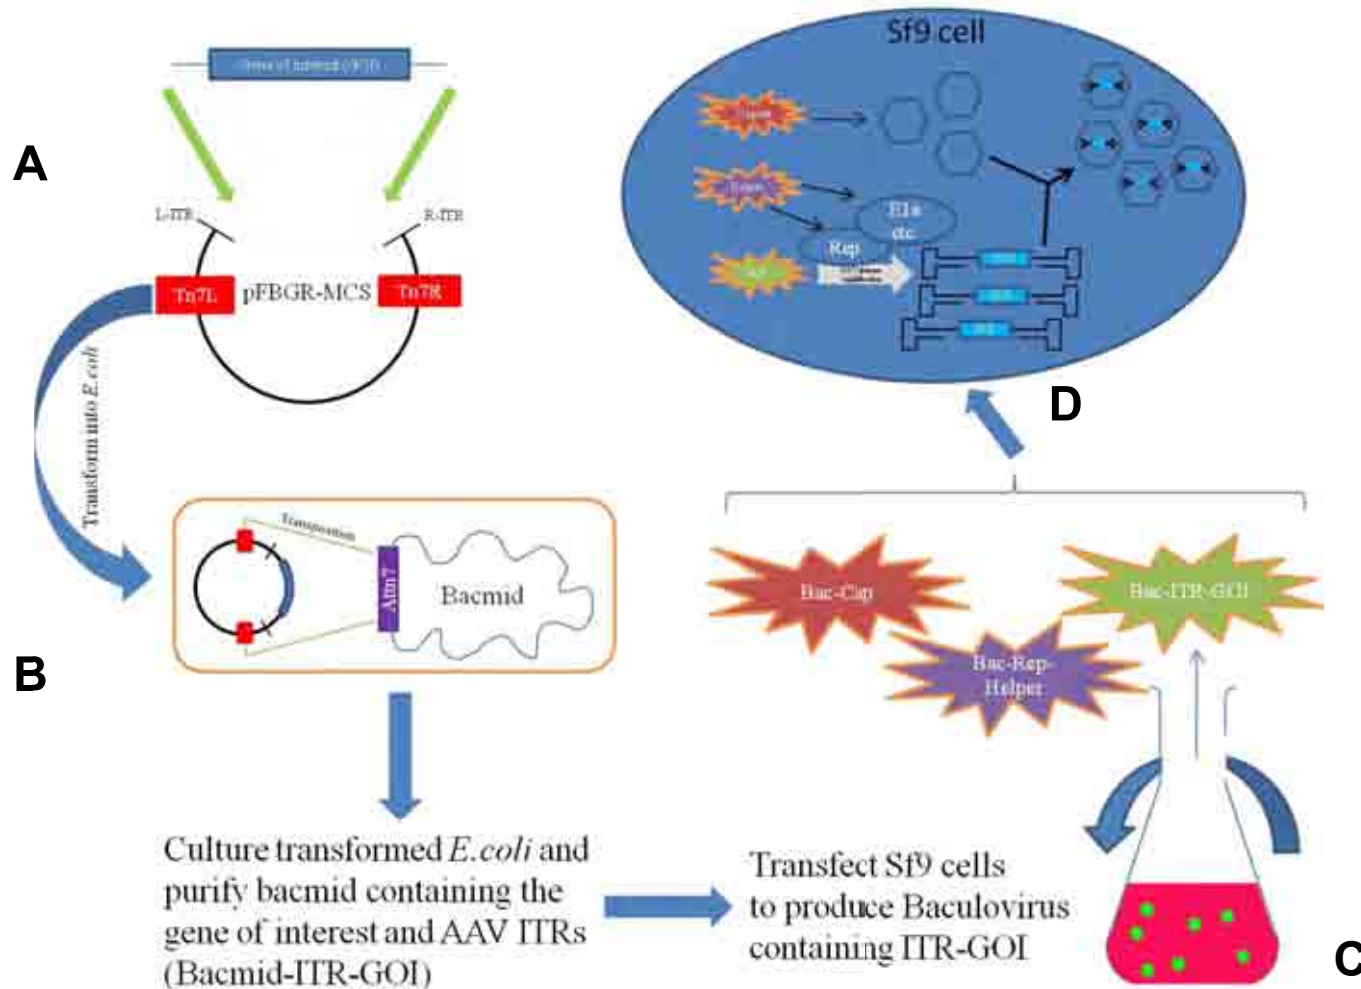 Sf9 cell
A
L-ITR
R-ITR
Tn7L
pFBGR-MCS
Tn7R
Rep
E1a
etc
D
Transform into E.coli
Transposition
Attn7
Bacmid
B
Bac-Cap
Bac-ITR-GOI
Bac-Rep-
Helper
Culture transformed E.coli and
purify bacmid containing the
gene of interest and AAV ITRs
(Bacmid-ITR-GOI)
Transfect Sf9 cells
to produce Baculovirus
containing ITR-GOI
C